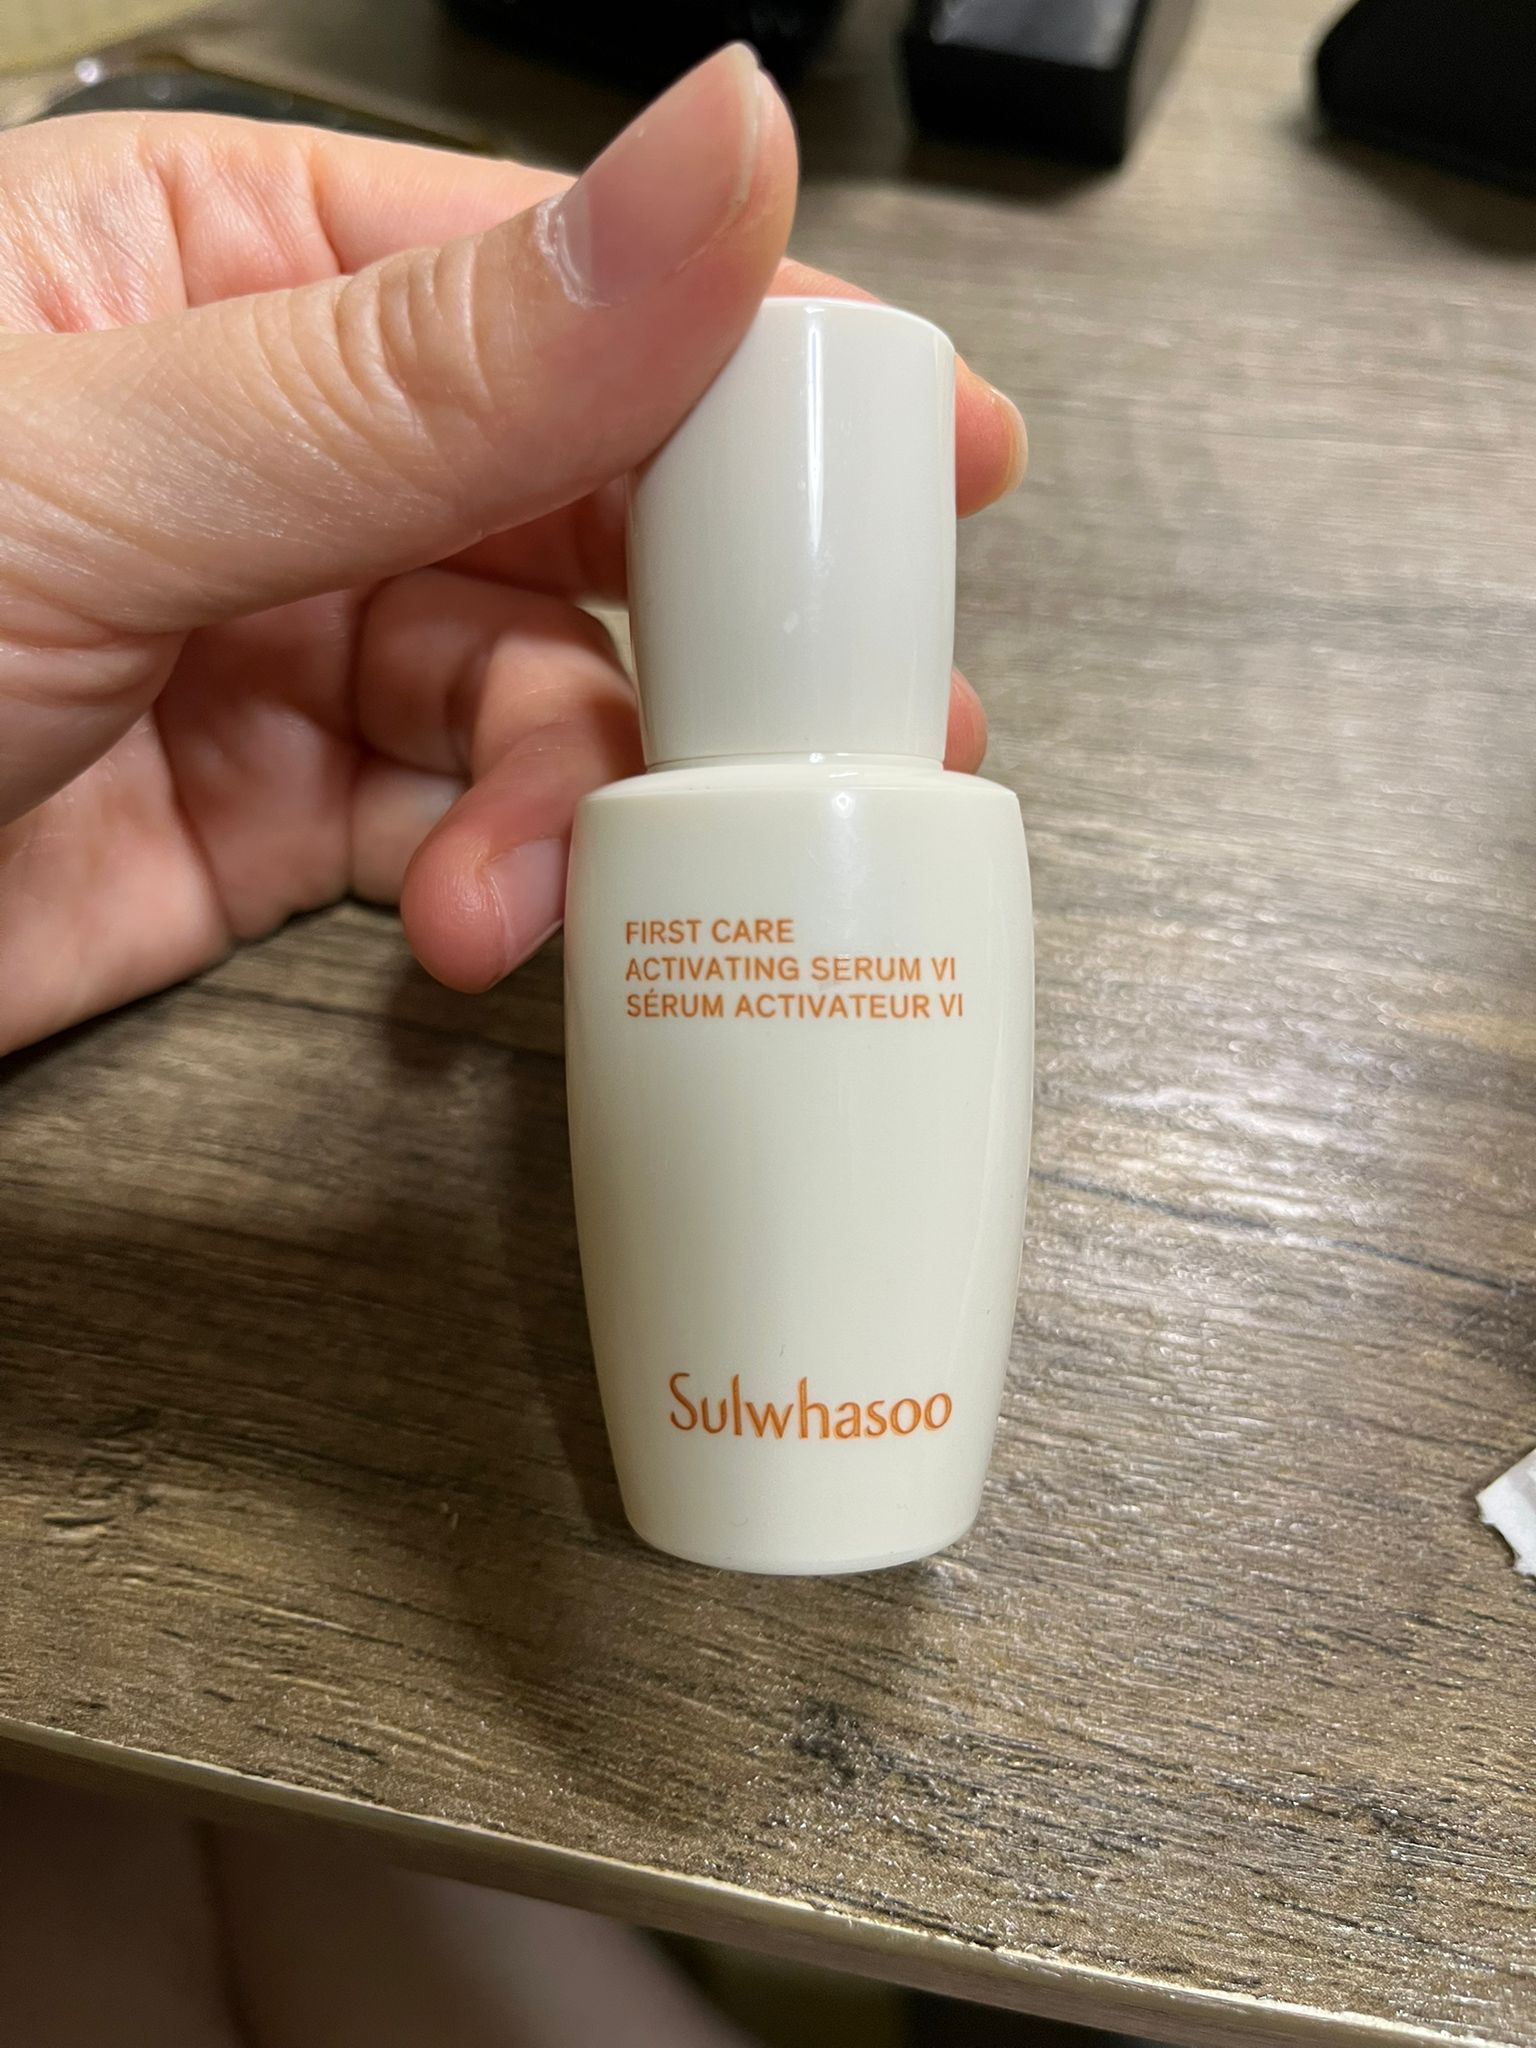 FIRST CARE
ACTIVATING SERUM VI
SÉRUM ACTIVATEUR VI
Sulwhasoo